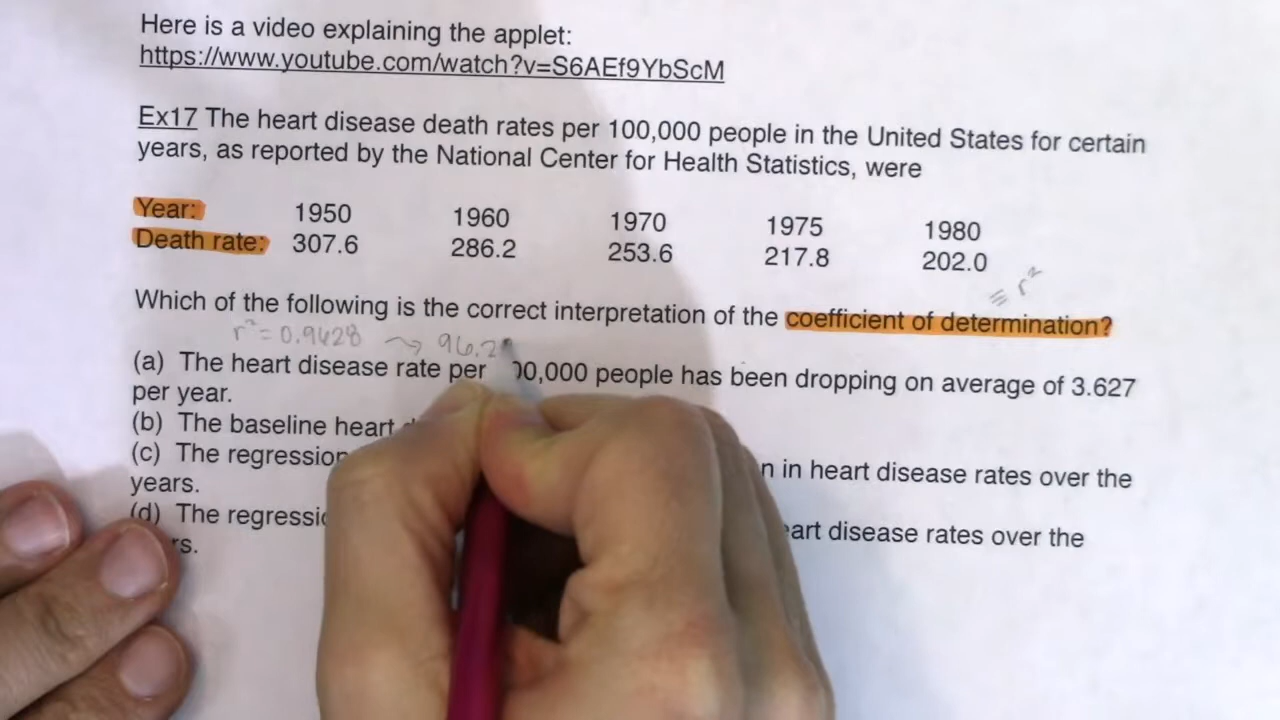 Here is a video explaining the applet:
https://www.youtube.com/watch?v=S6AEf9YbScM
Ex17 The heart disease death rates per 100,000 people in the United States for certain
years, as reported by the National Center for Health Statistics, were
Year: 1950 1960 1970 1975 1980
Death rate: 307.6 286.2 253.6 217.8 202.0
= r²
Which of the following is the correct interpretation of the coefficient of determination?
r² = 0.9628 → 96.2
(a) The heart disease rate per 00,000 people has been dropping on average of 3.627
per year.
(b) The baseline heart
(c) The regression n in heart disease rates over the
years.
(d) The regressio art disease rates over the
rs.